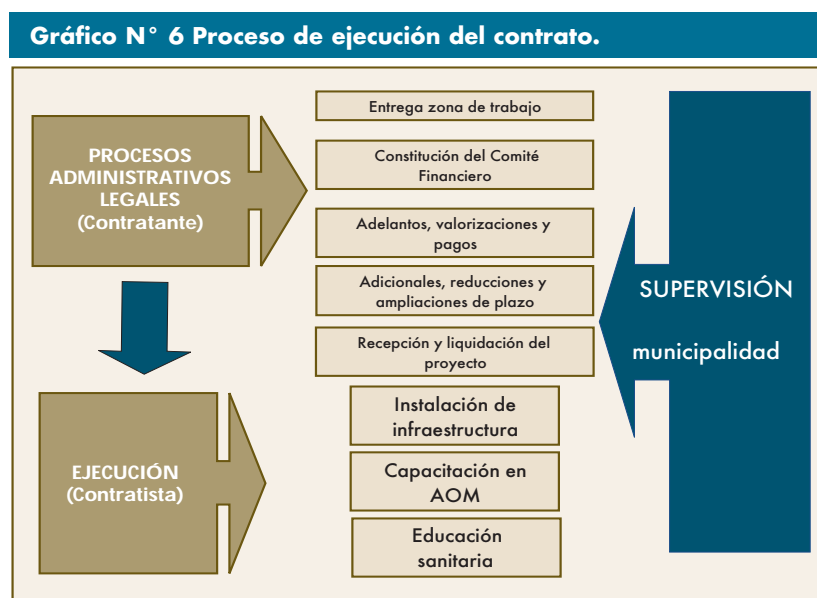 Gráfico N° 6 Proceso de ejecución del contrato.
PROCESOS
ADMINISTRATIVOS
LEGALES
(Contratante)
Entrega zona de trabajo
Constitución del Comité
Financiero
Adelantos, valorizaciones y
pagos
Adicionales, reducciones y
ampliaciones de plazo
Recepción y liquidación del
proyecto
EJECUCIÓN
(Contratista)
Instalación de
infraestructura
Capacitación en
AOM
Educación
sanitaria
SUPERVISIÓN
municipalidad